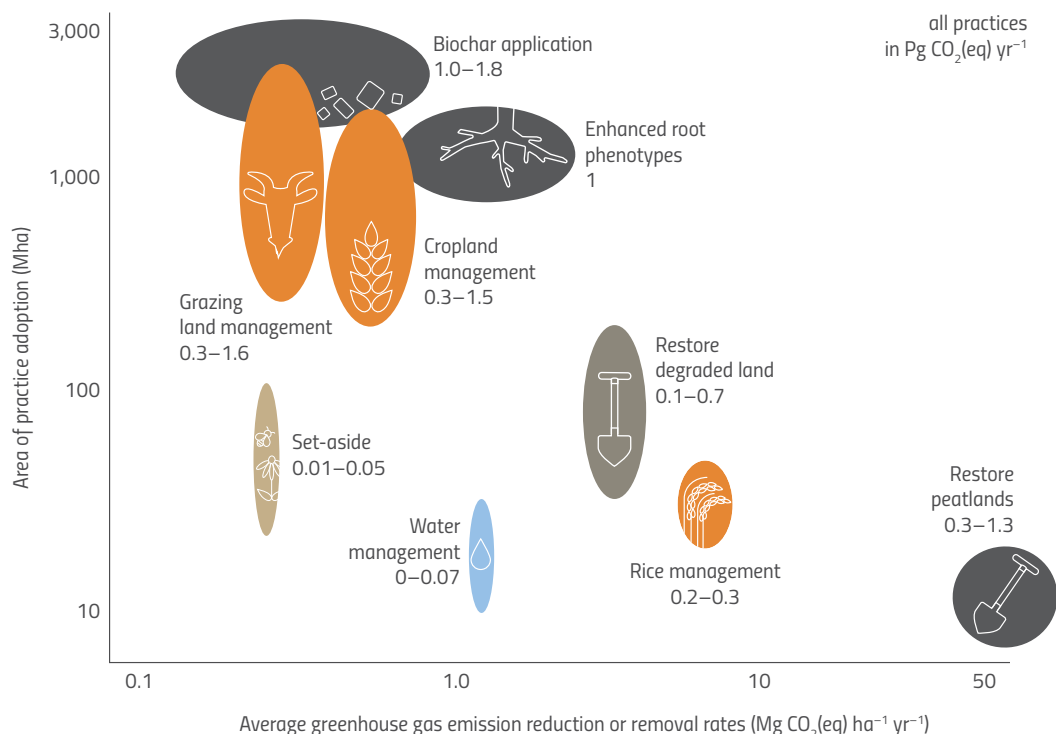 3,000
1,000
100
10
Area of practice adoption (Mha)
all practices
in Pg CO₂(eq) yr⁻¹
Biochar application
1.0–1.8
Enhanced root
phenotypes
1
Cropland
management
0.3–1.5
Grazing
land management
0.3–1.6
Restore
degraded land
0.1–0.7
Set-aside
0.01–0.05
Restore
peatlands
0.3–1.3
Water
management
0–0.07
Rice management
0.2–0.3
0.1
1.0
10
50
Average greenhouse gas emission reduction or removal rates (Mg CO₂(eq) ha⁻¹ yr⁻¹)